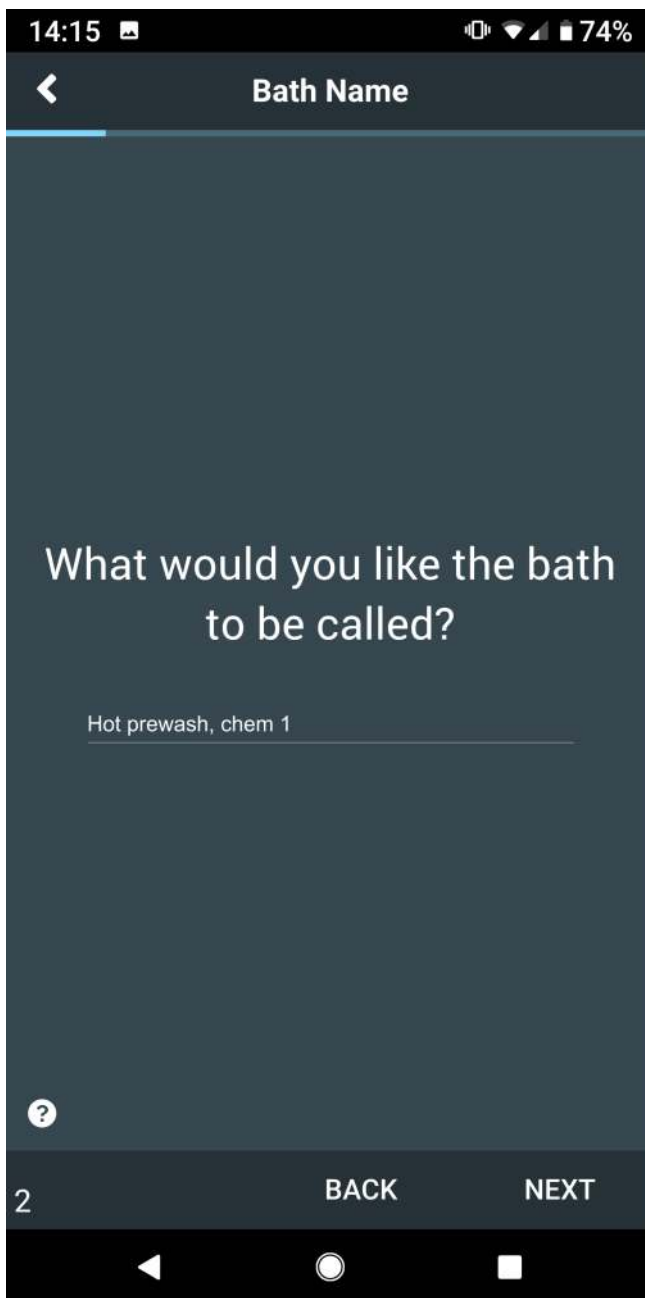 14:15 74%
Bath Name
What would you like the bath
to be called?
Hot prewash, chem 1
?
2 BACK NEXT